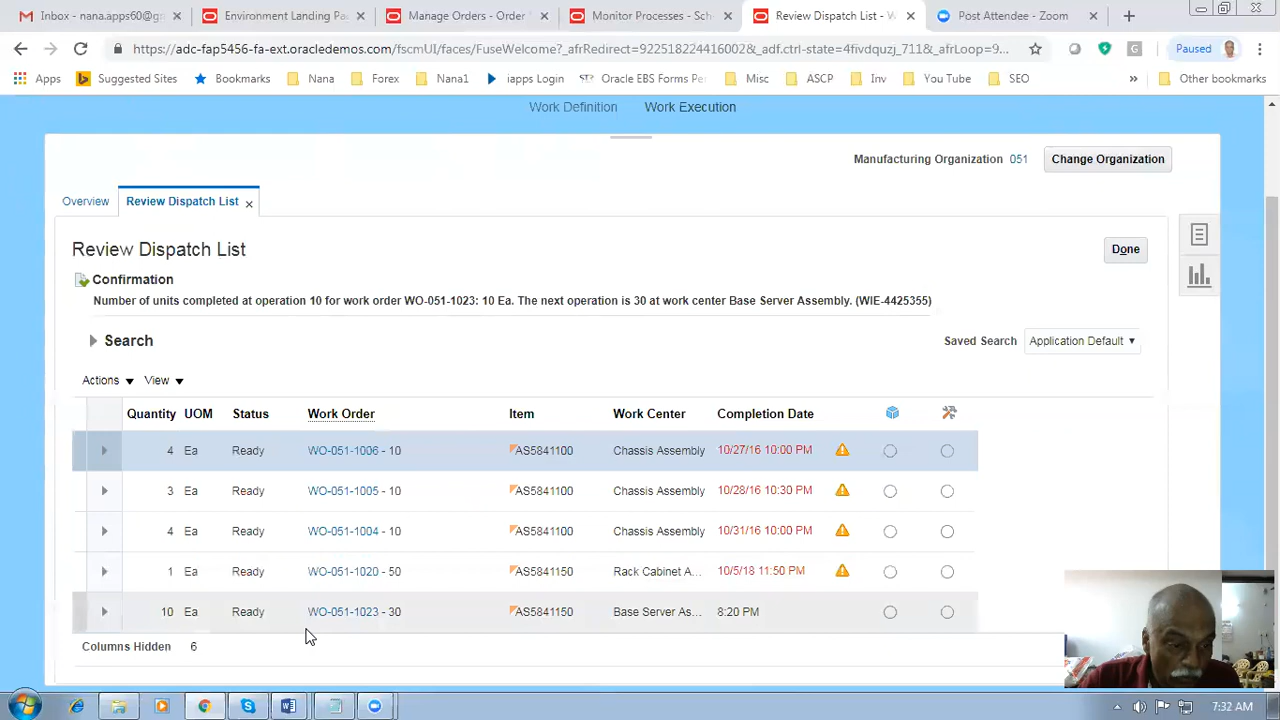 Inbox - nana.apps60@g
Environment Landing Pa
Manage Orders - Order
Monitor Processes - Sche
Review Dispatch List - W
Post Attendee - Zoom
https://adc-fap5456-fa-ext.oracledemos.com/fscmUI/faces/FuseWelcome?_afrRedirect=9225182244160002&_adf.ctrl-state=4fivdquzj_711&_afrLoop=9...
Paused
Apps
Suggested Sites
Bookmarks
Nana
Forex
Nana1
iapps Login
Oracle EBS Forms Pe
Misc
ASCP
Inv
You Tube
SEO
Other bookmarks
Work Definition
Work Execution
Manufacturing Organization 051
Change Organization
Overview
Review Dispatch List
Review Dispatch List
Done
Confirmation
Number of units completed at operation 10 for work order WO-051-1023: 10 Ea. The next operation is 30 at work center Base Server Assembly. (WIE-4425355)
Search
Saved Search
Application Default
Actions
View
Quantity UOM Status Work Order Item Work Center Completion Date
4 Ea Ready WO-051-1006 - 10 AS5841100 Chassis Assembly 10/27/16 10:00 PM
3 Ea Ready WO-051-1005 - 10 AS5841100 Chassis Assembly 10/28/16 10:30 PM
4 Ea Ready WO-051-1004 - 10 AS5841100 Chassis Assembly 10/31/16 10:00 PM
1 Ea Ready WO-051-1020 - 50 AS5841150 Rack Cabinet A... 10/5/18 11:50 PM
10 Ea Ready WO-051-1023 - 30 AS5841150 Base Server As... 8:20 PM
Columns Hidden 6
7:32 AM